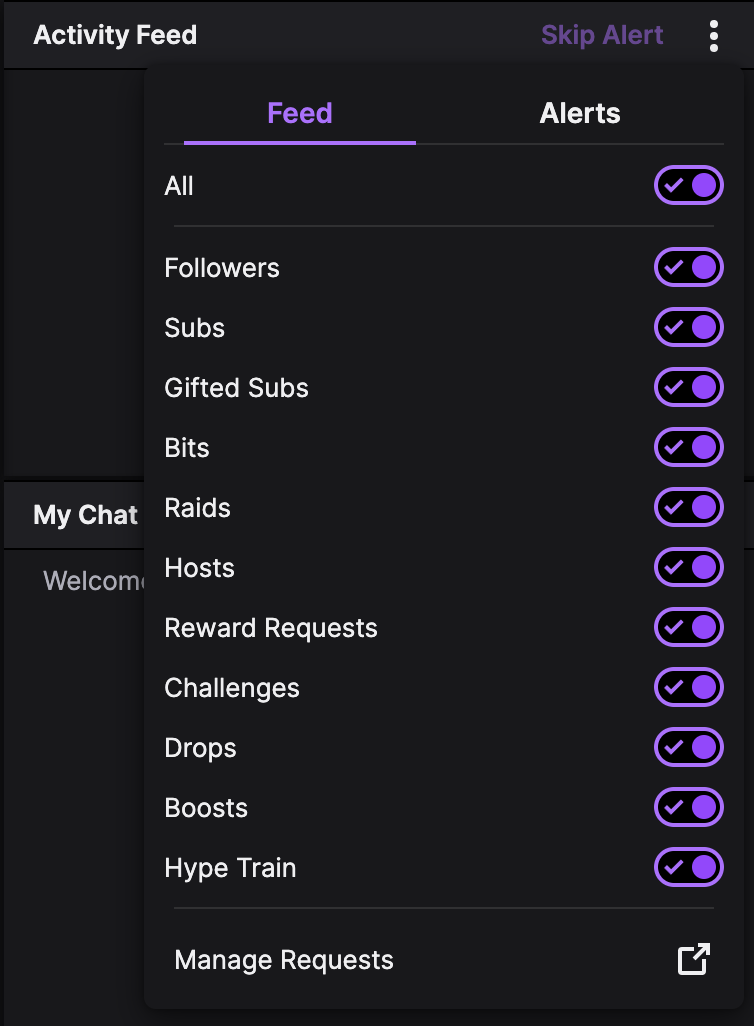 Activity Feed
Skip Alert
Feed
Alerts
All
Followers
Subs
Gifted Subs
Bits
Raids
My Chat
Hosts
Welcom
Reward Requests
Challenges
Drops
Boosts
Hype Train
Manage Requests